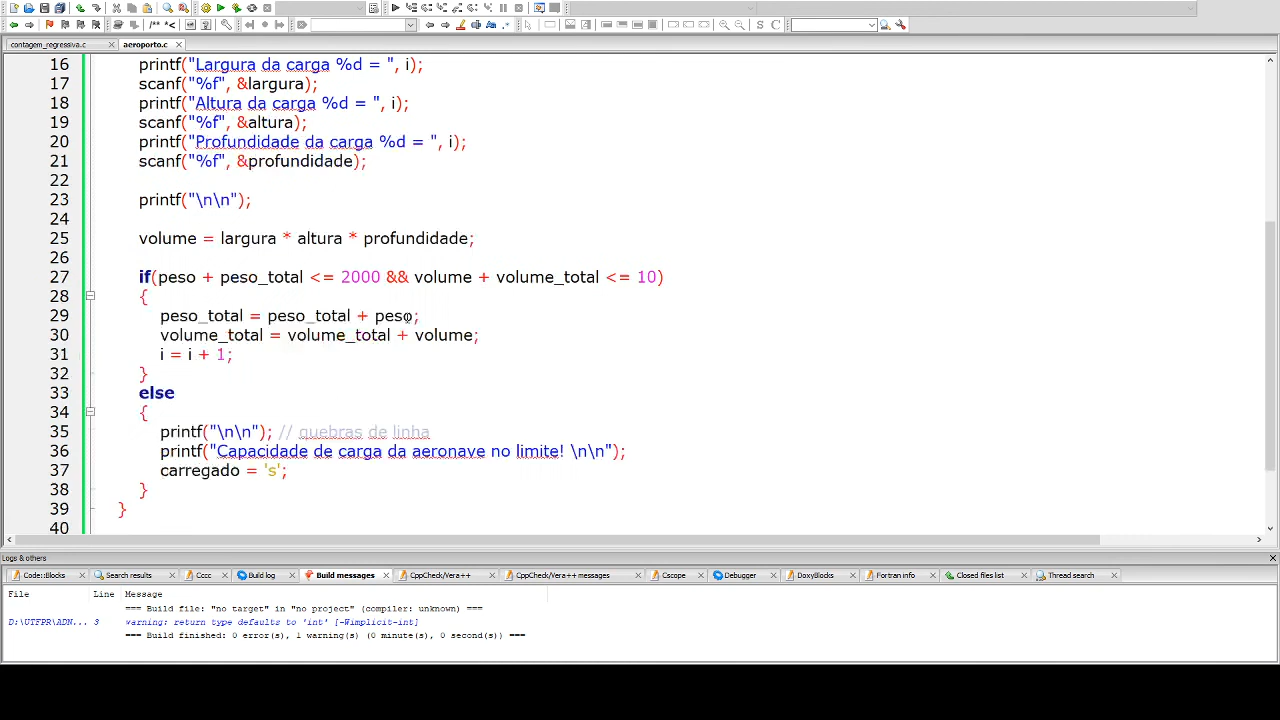 contagem_regressiva.c
aeroporto.c
16 printf("Largura da carga %d = ", i);
17 scanf("%f", &largura);
18 printf("Altura da carga %d = ", i);
19 scanf("%f", &altura);
20 printf("Profundidade da carga %d = ", i);
21 scanf("%f", &profundidade);
22
23 printf("\n\n");
24
25 volume = largura * altura * profundidade;
26
27 if(peso + peso_total <= 2000 && volume + volume_total <= 10)
28 {
29 peso_total = peso_total + peso;
30 volume_total = volume_total + volume;
31 i = i + 1;
32 }
33 else
34 {
35 printf("\n\n"); // quebras de linha
36 printf("Capacidade de carga da aeronave no limite! \n\n");
37 carregado = 's';
38 }
39 }
40
Logs & others
Code::Blocks Search results Cccc Build log Build messages CppCheck/Vera++ CppCheck/Vera++ messages Cscope Debugger DoxyBlocks Fortran info Closed files list Thread search
File Line Message
=== Build file: "no target" in "no project" (compiler: unknown) ===
D:\UTFPR\ADN... 3 warning: return type defaults to 'int' [-Wimplicit-int]
=== Build finished: 0 error(s), 1 warning(s) (0 minute(s), 0 second(s)) ===